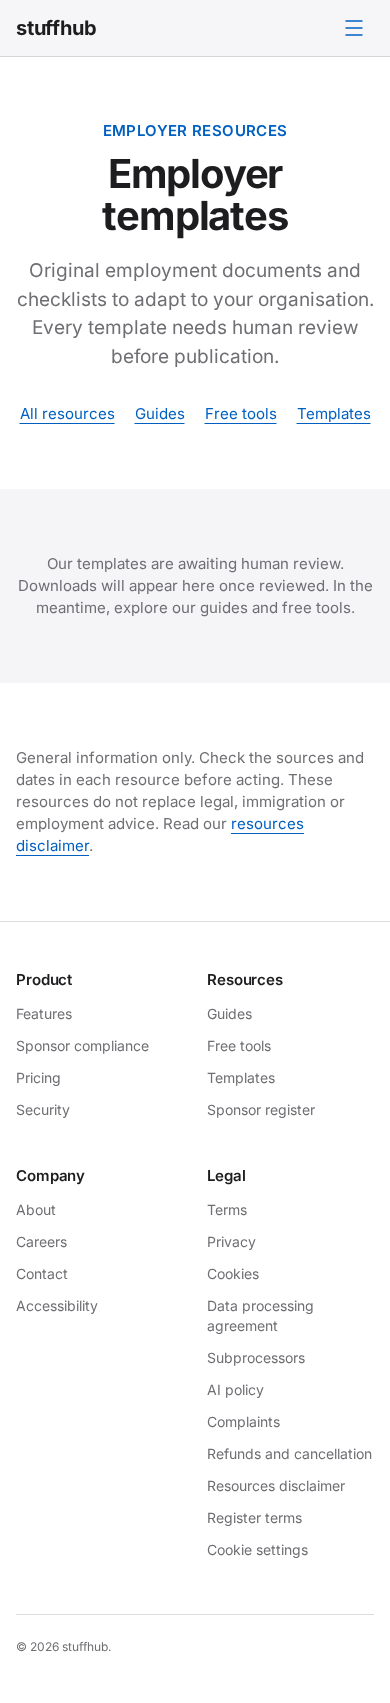 stuffhub
EMPLOYER RESOURCES
Employer
templates
Original employment documents and
checklists to adapt to your organisation.
Every template needs human review
before publication.
All resources Guides Free tools Templates
Our templates are awaiting human review.
Downloads will appear here once reviewed. In the
meantime, explore our guides and free tools.
General information only. Check the sources and
dates in each resource before acting. These
resources do not replace legal, immigration or
employment advice. Read our resources
disclaimer.
Product
Features
Sponsor compliance
Pricing
Security
Resources
Guides
Free tools
Templates
Sponsor register
Company
About
Careers
Contact
Accessibility
Legal
Terms
Privacy
Cookies
Data processing
agreement
Subprocessors
AI policy
Complaints
Refunds and cancellation
Resources disclaimer
Register terms
Cookie settings
© 2026 stuffhub.